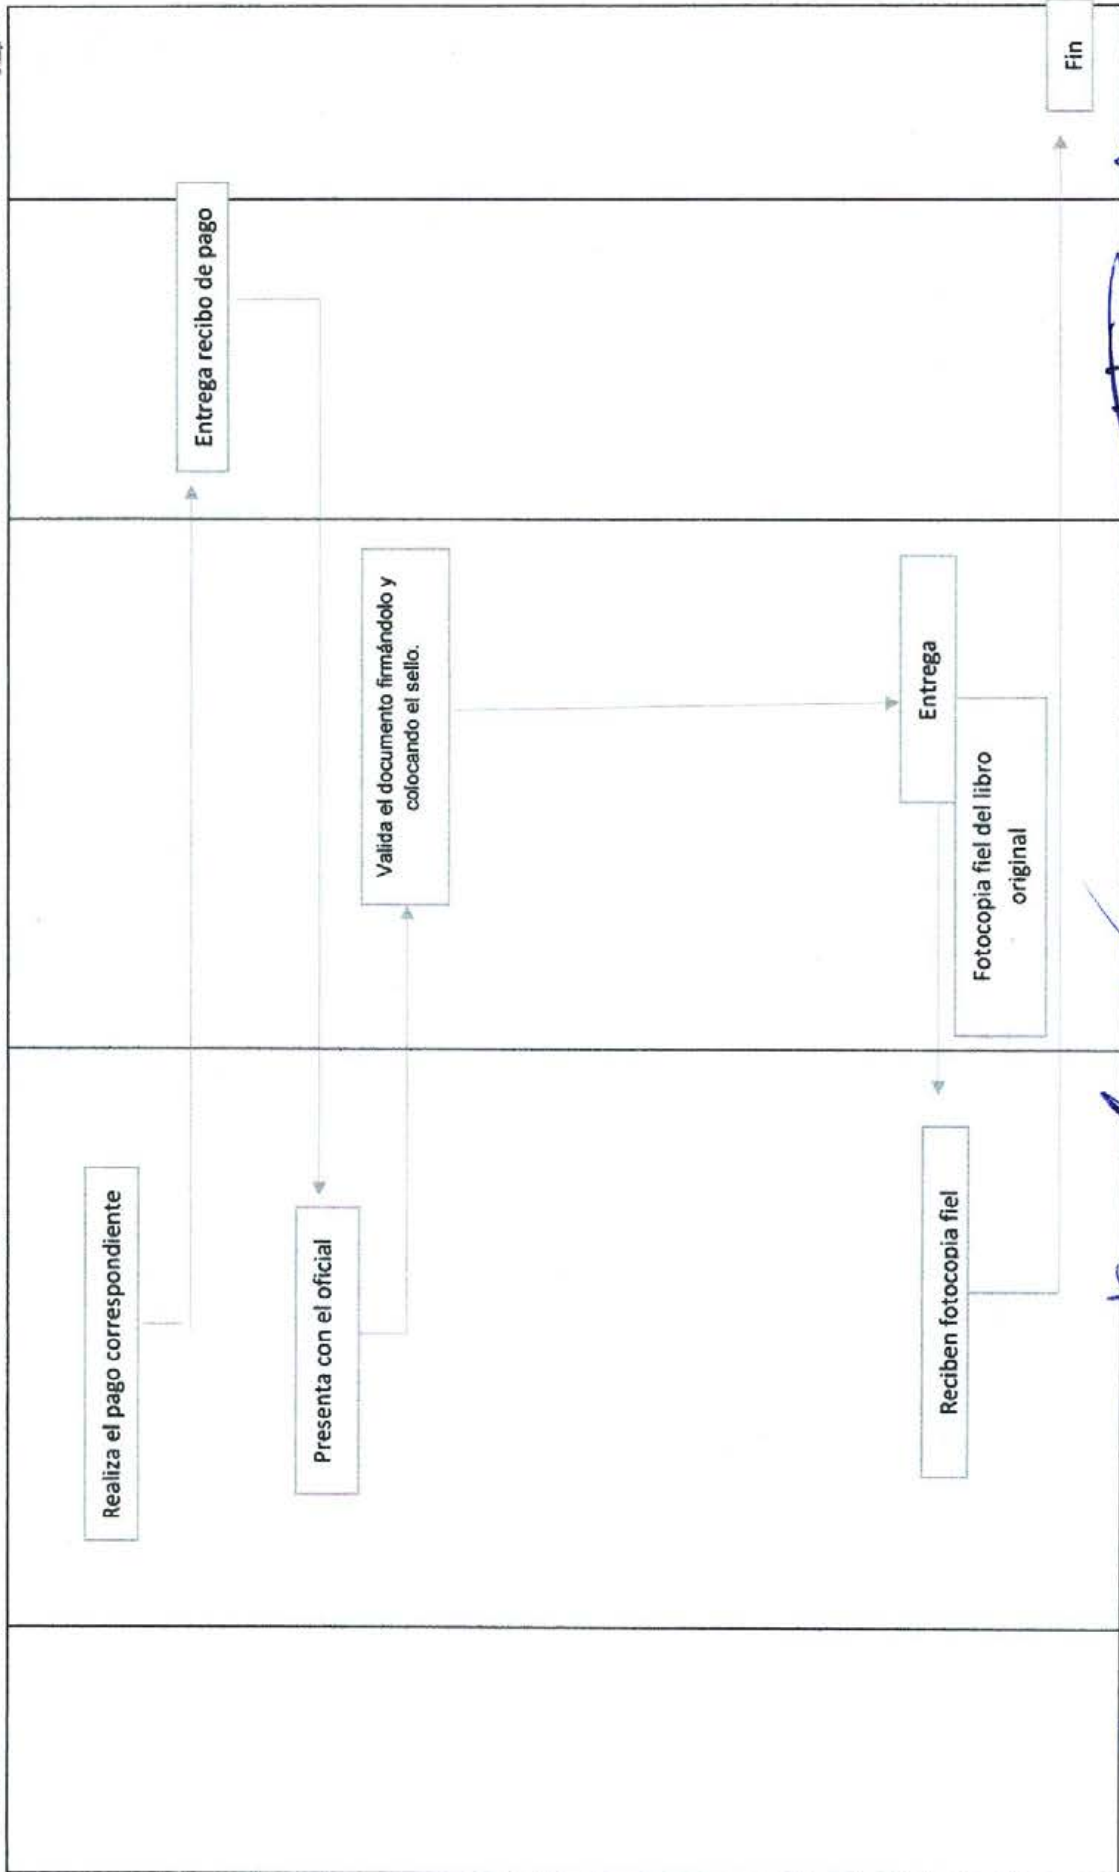 Realiza el pago correspondiente
Entrega recibo de pago
Presenta con el oficial
Valida el documento firmándolo y
colocando el sello.
Entrega
Fotocopia fiel del libro
original
Reciben fotocopia fiel
Fin